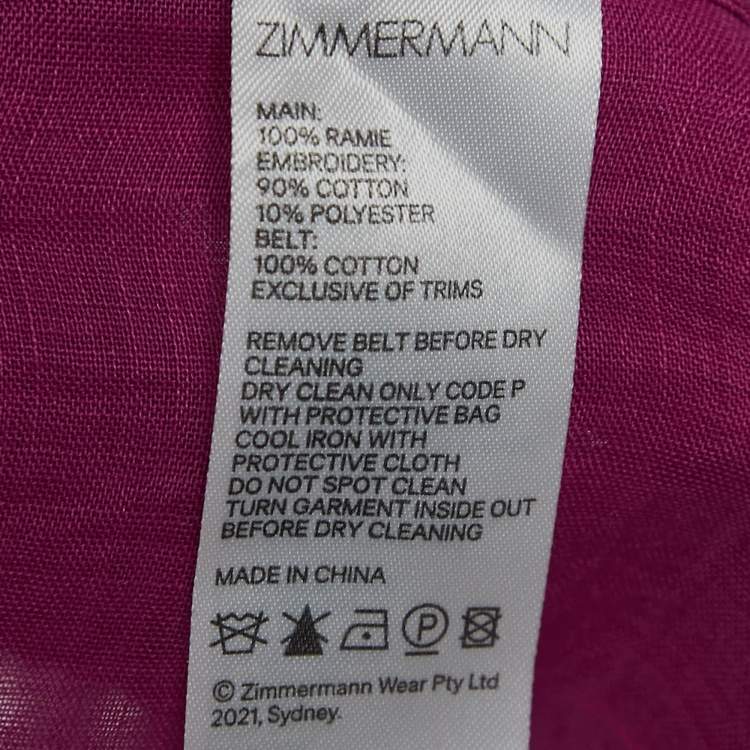 ZIMMERMANN
MAIN:
100% RAMIE
EMBROIDERY:
90% COTTON
10% POLYESTER
BELT:
100% COTTON
EXCLUSIVE OF TRIMS
REMOVE BELT BEFORE DRY
CLEANING
DRY CLEAN ONLY CODE P
WITH PROTECTIVE BAG
COOL IRON WITH
PROTECTIVE CLOTH
DO NOT SPOT CLEAN
TURN GARMENT INSIDE OUT
BEFORE DRY CLEANING
MADE IN CHINA
P
© Zimmermann Wear Pty Ltd
2021, Sydney.